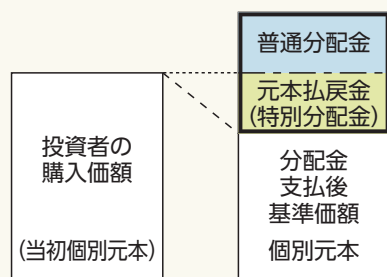 普通分配金
元本払戻金
(特別分配金)
投資者の
購入価額
(当初個別元本)
分配金
支払後
基準価額
個別元本